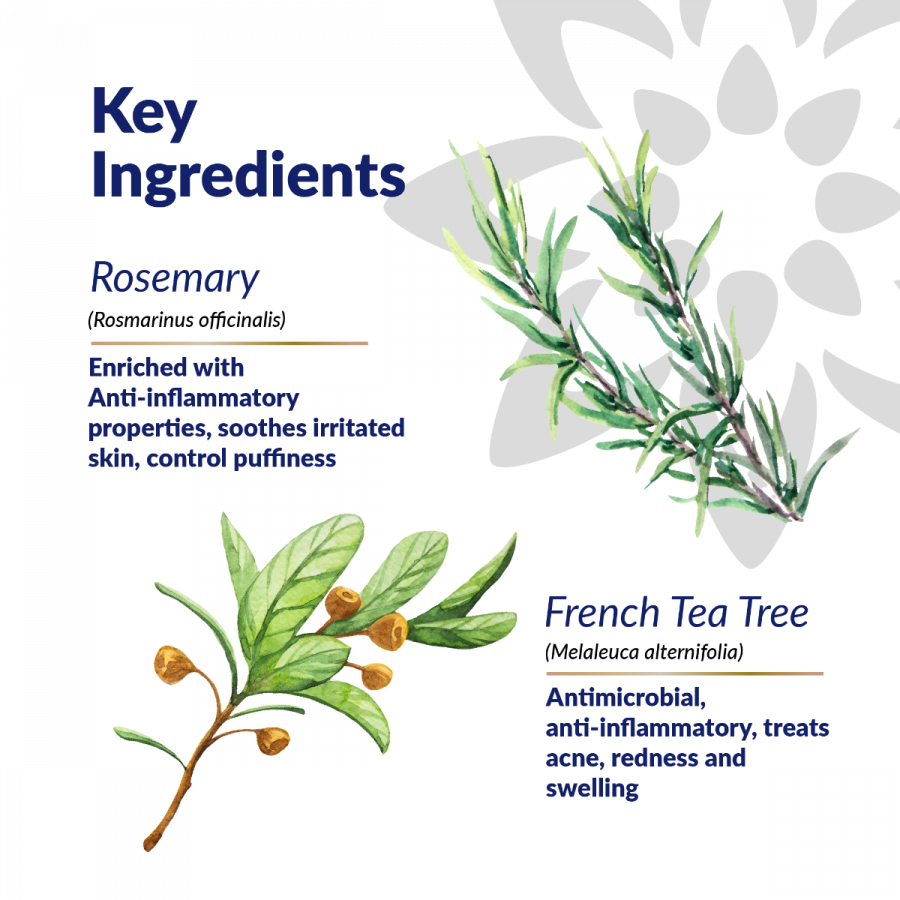 Key
Ingredients
Rosemary
(Rosmarinus officinalis)
Enriched with
Anti-inflammatory
properties, soothes irritated
skin, control puffiness
French Tea Tree
(Melaleuca alternifolia)
Antimicrobial,
anti-inflammatory, treats
acne, redness and
swelling